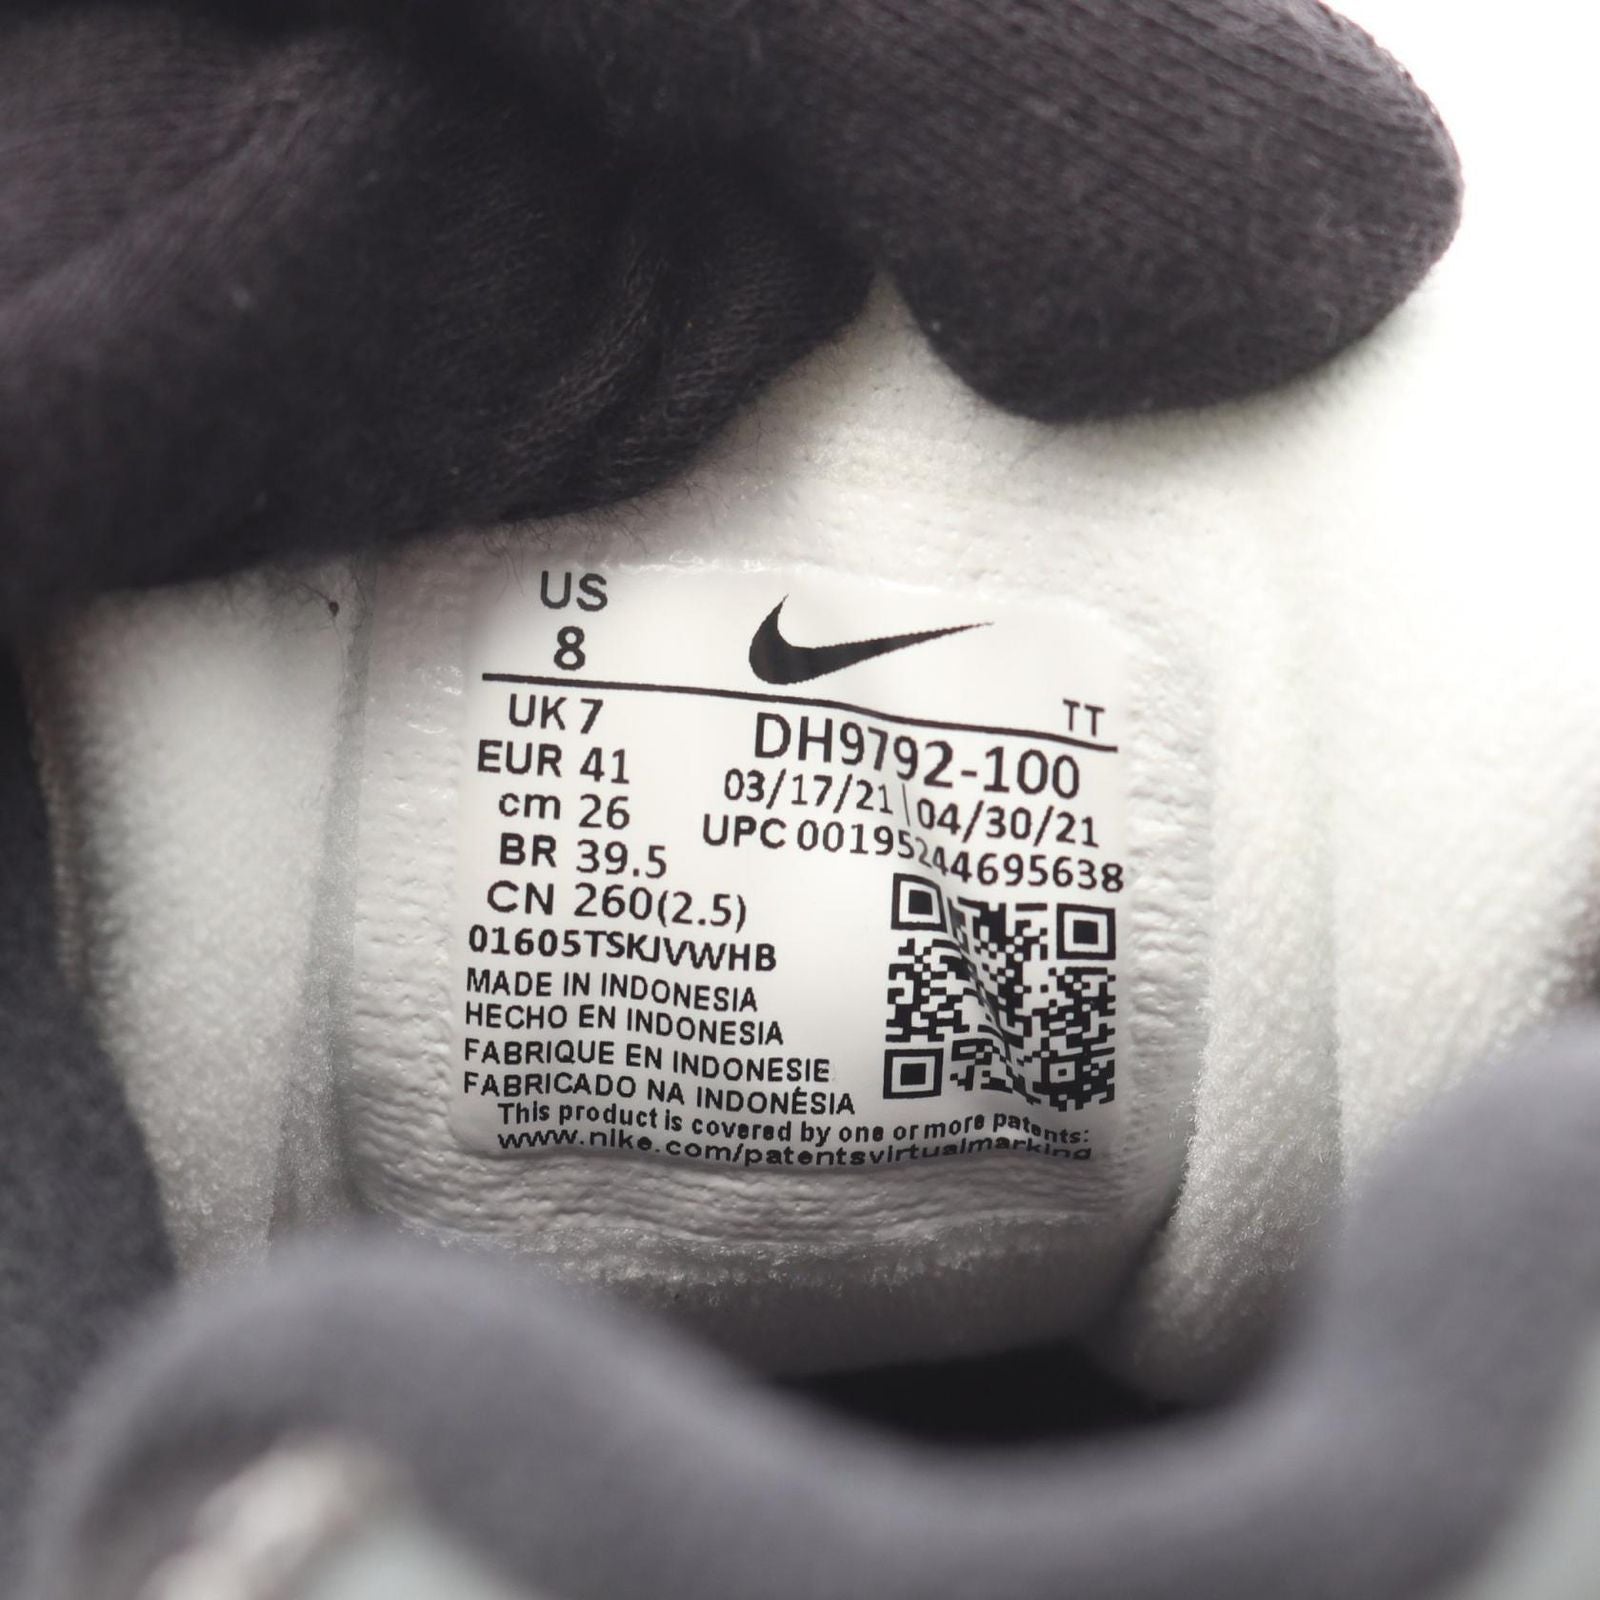 US
8
TT
UK 7
EUR 41
cm 26
BR 39.5
CN 260(2.5)
DH9792-100
03/17/21 | 04/30/21
UPC 00195244695638
01605TSKJVWHB
MADE IN INDONESIA
HECHO EN INDONESIA
FABRIQUE EN INDONESIE
FABRICADO NA INDONÉSIA
This product is covered by one or more patents:
www.nike.com/patentsvirtualmarking